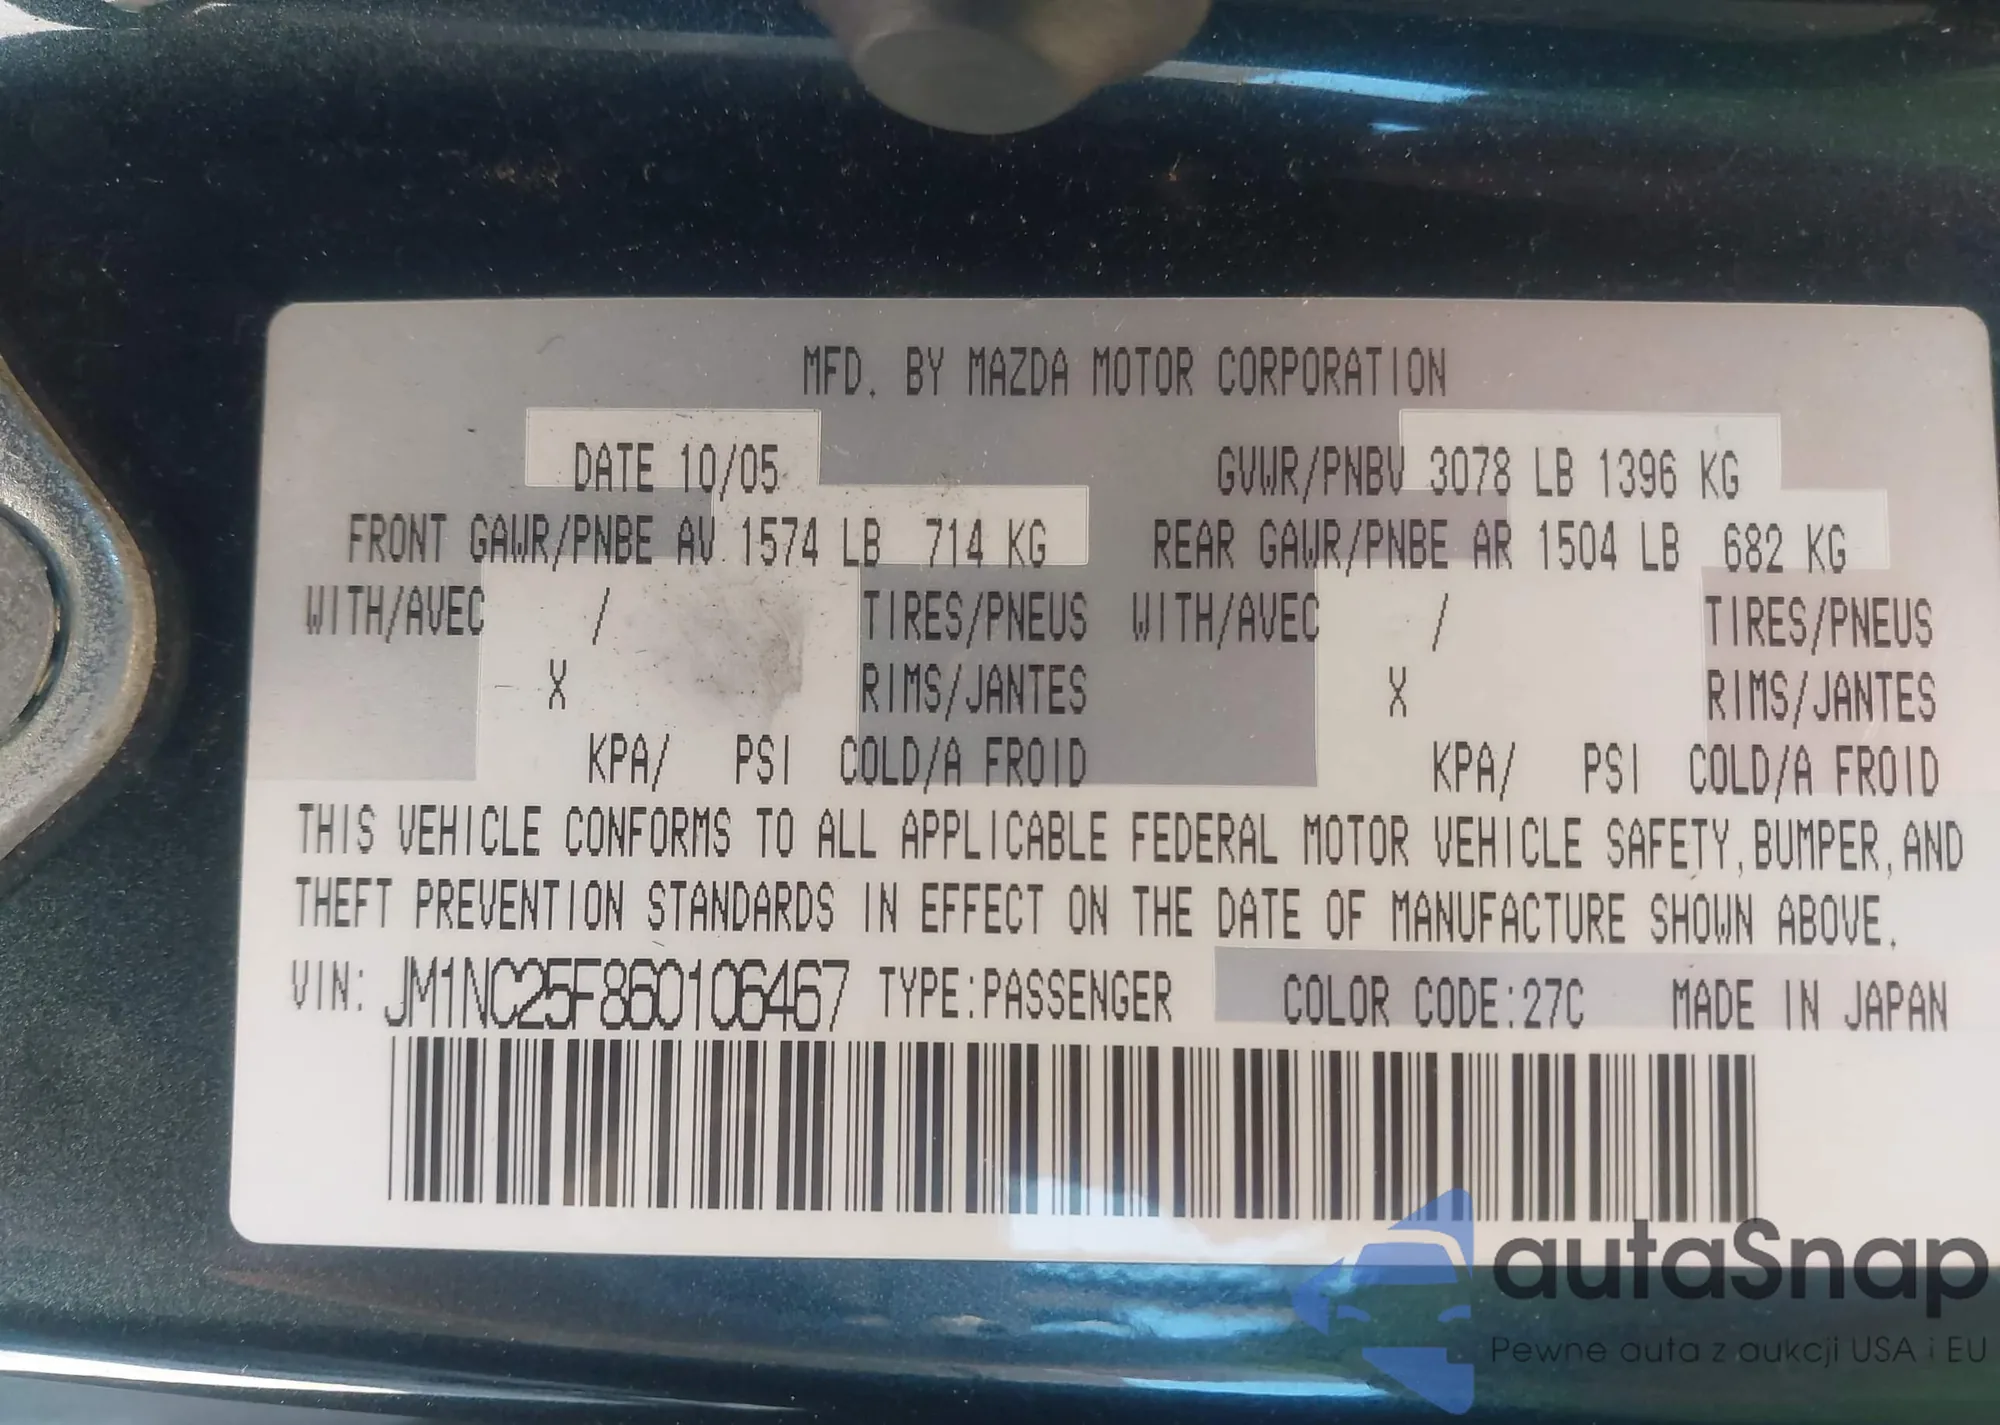 MFD. BY MAZDA MOTOR CORPORATION
DATE 10/05 GVWR/PNBV 3078 LB 1396 KG
FRONT GAWR/PNBE AV 1574 LB 714 KG REAR GAWR/PNBE AR 1504 LB 682 KG
WITH/AVEC / TIRES/PNEUS WITH/AVEC / TIRES/PNEUS
X RIMS/JANTES X RIMS/JANTES
KPA/ PSI COLD/A FROID KPA/ PSI COLD/A FROID
THIS VEHICLE CONFORMS TO ALL APPLICABLE FEDERAL MOTOR VEHICLE SAFETY, BUMPER, AND
THEFT PREVENTION STANDARDS IN EFFECT ON THE DATE OF MANUFACTURE SHOWN ABOVE.
VIN: JM1NC25F860106467 TYPE:PASSENGER COLOR CODE:27C MADE IN JAPAN
autaSnap
Pewne auta z aukcji USA i EU